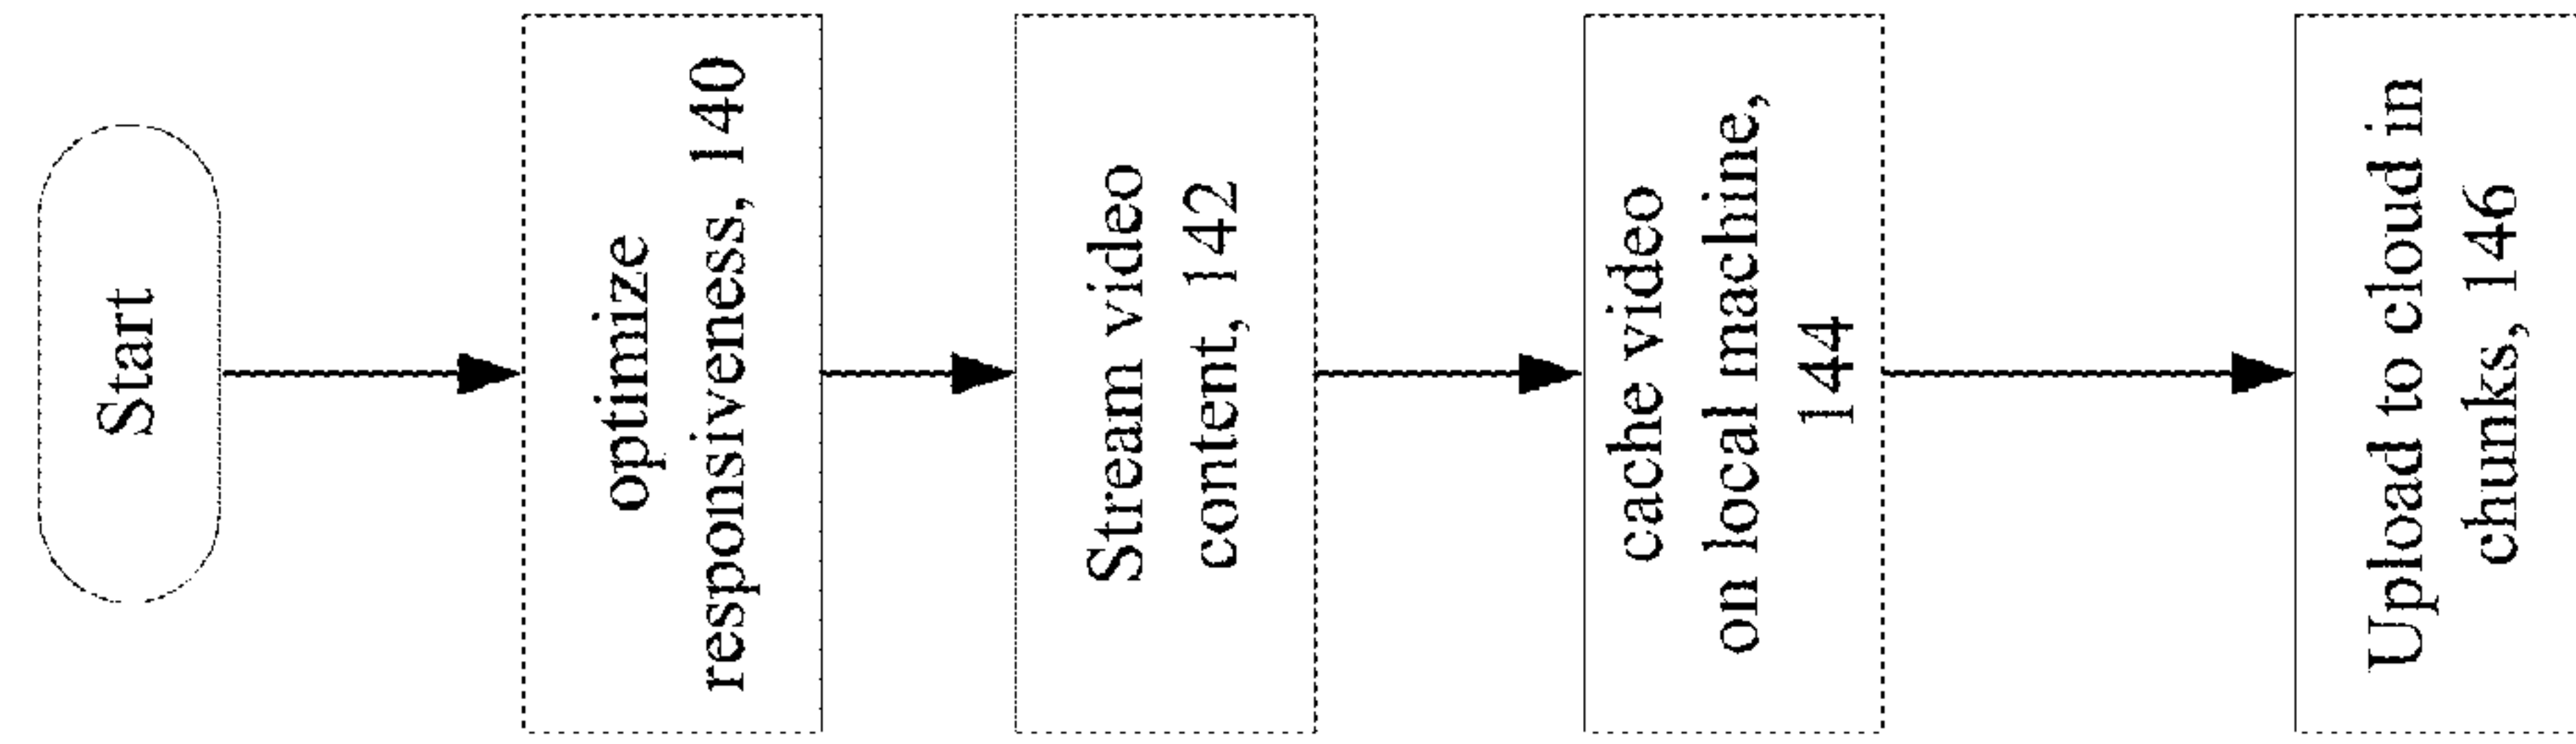 Start
optimize
responsiveness, 140
Stream video
content, 142
cache video
on local machine,
144
Upload to cloud in
chunks, 146